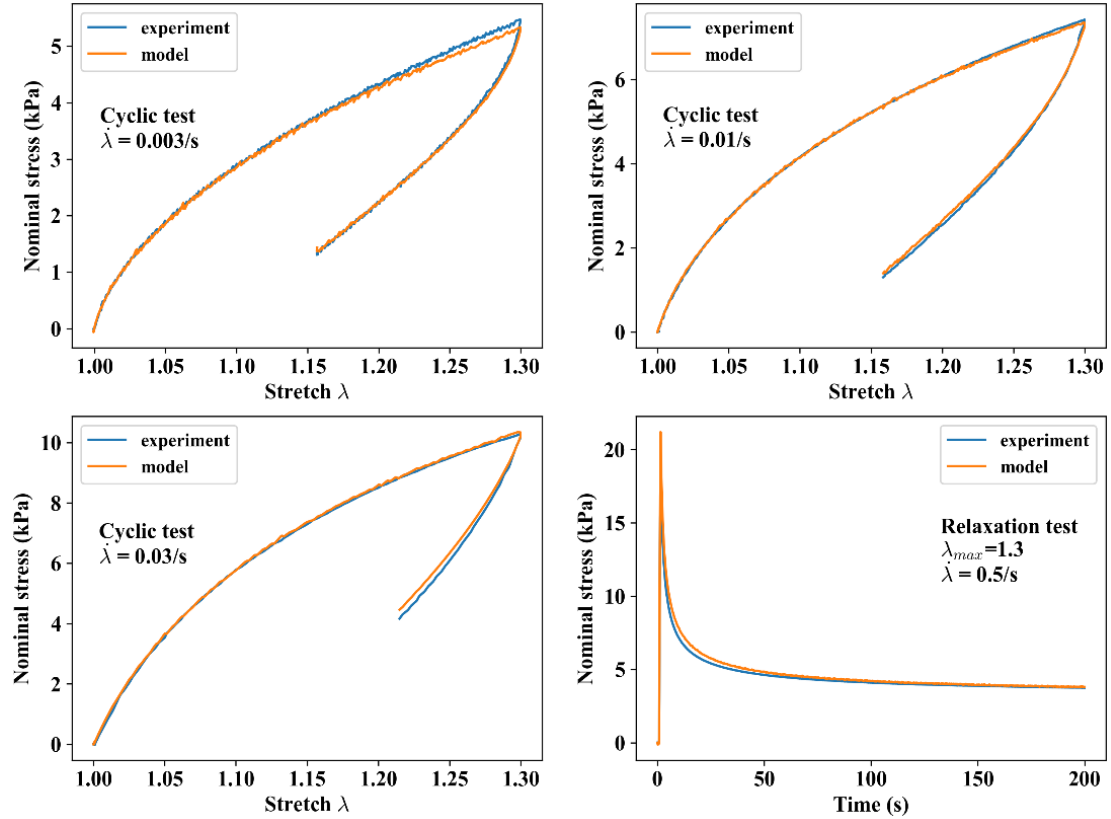 experiment
model
Cyclic test
λ̇ = 0.003/s
Nominal stress (kPa)
5
4
3
2
1
0
1.00 1.05 1.10 1.15 1.20 1.25 1.30
Stretch λ
experiment
model
Cyclic test
λ̇ = 0.01/s
Nominal stress (kPa)
6
4
2
0
1.00 1.05 1.10 1.15 1.20 1.25 1.30
Stretch λ
experiment
model
Cyclic test
λ̇ = 0.03/s
Nominal stress (kPa)
10
8
6
4
2
0
1.00 1.05 1.10 1.15 1.20 1.25 1.30
Stretch λ
experiment
model
Relaxation test
λmax=1.3
λ̇ = 0.5/s
Nominal stress (kPa)
20
15
10
5
0
0 50 100 150 200
Time (s)